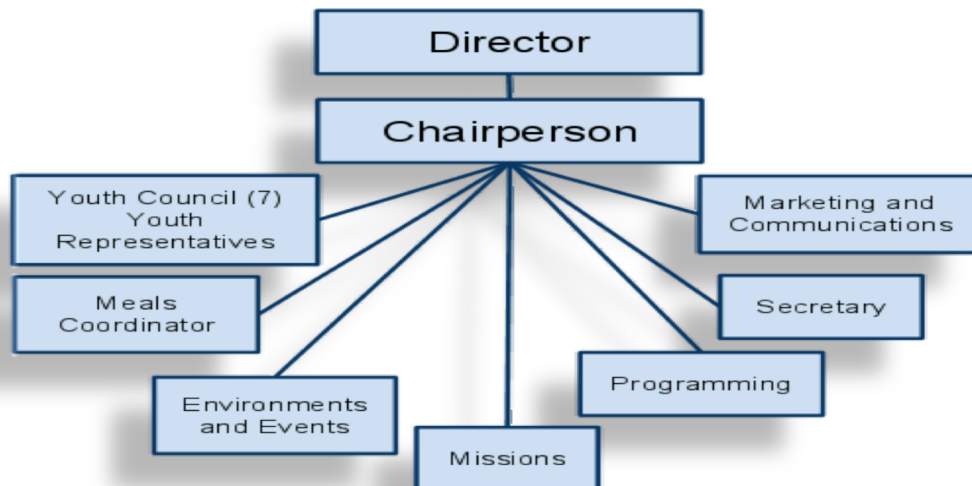 Director
Chairperson
Youth Council (7)
Youth
Representatives
Marketing and
Communications
Meals
Coordinator
Secretary
Programming
Environments
and Events
Missions